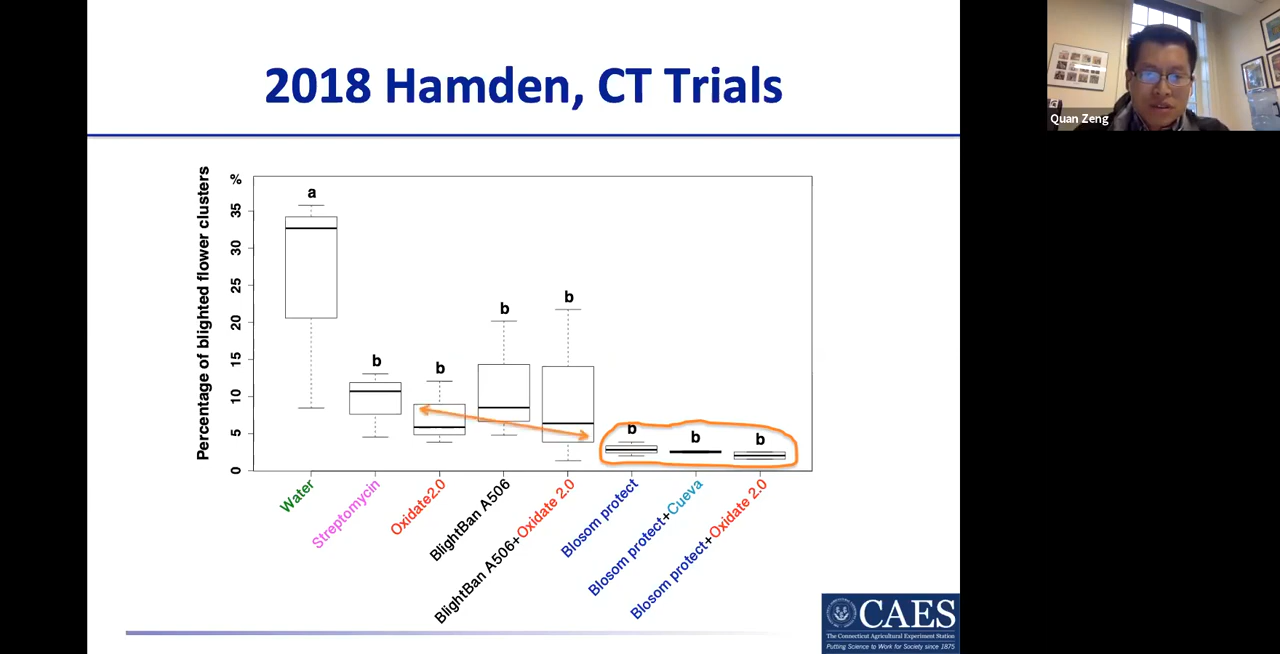 2018 Hamden, CT Trials
Quan Zeng
Percentage of blighted flower clusters
%
35
30
25
20
15
10
5
0
a
b
b
b
b
b
b
b
Water
Streptomycin
Oxidate2.0
BlightBan A506
BlightBan A506+Oxidate 2.0
Blosom protect
Blosom protect+Cueva
Blosom protect+Oxidate 2.0
CAES
The Connecticut Agricultural Experiment Station
Putting Science to Work for Society since 1875